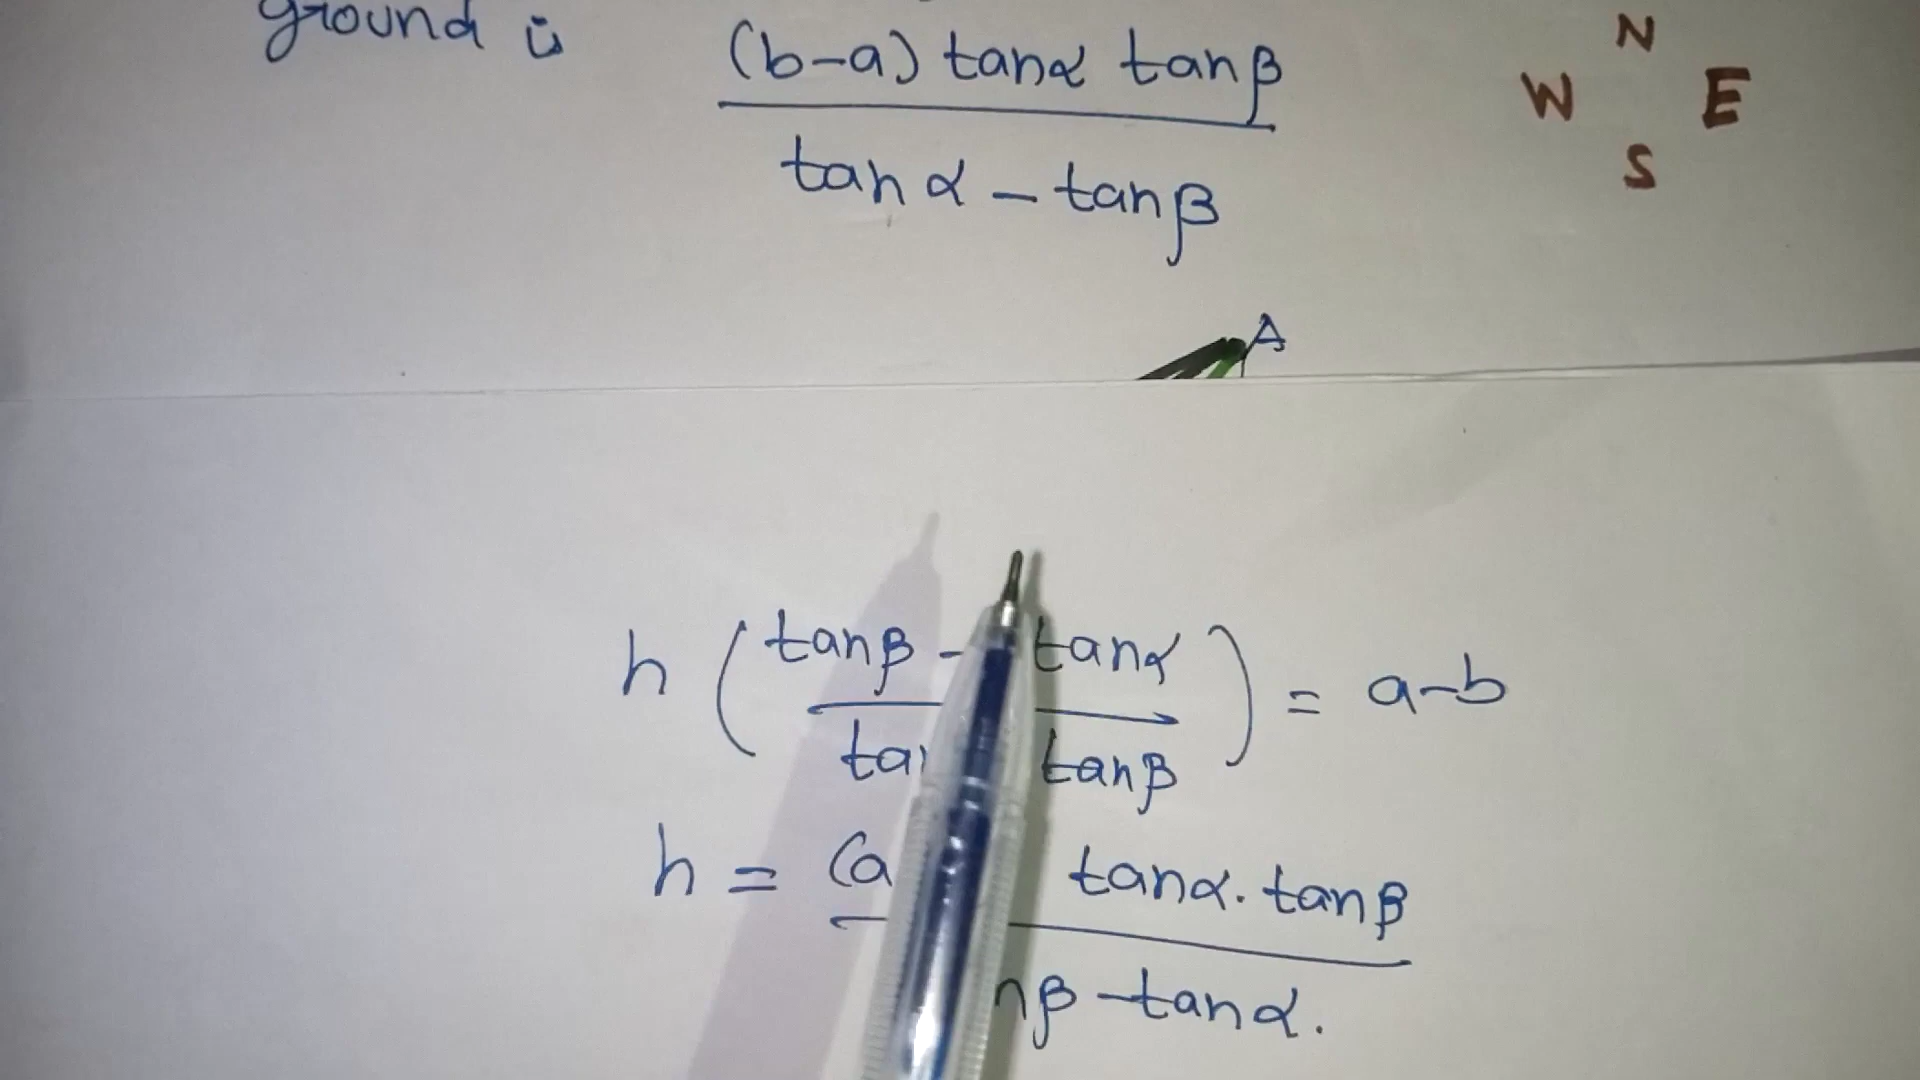 ground is (b-a) tanα tanβ
tanα - tanβ
N
W E
S
A
h ( tanβ - tanα ) = a-b
tanβ
h = (a tanα. tanβ
nβ - tanα.